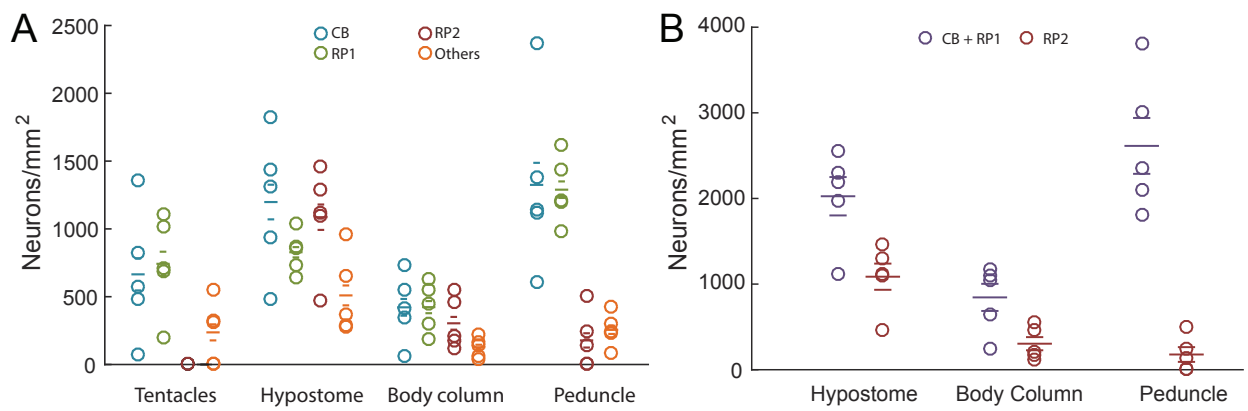 A
Neurons/mm²
2500
2000
1500
1000
500
0
CB
RP1
RP2
Others
Tentacles
Hypostome
Body column
Peduncle
B
Neurons/mm²
4000
3000
2000
1000
0
CB + RP1
RP2
Hypostome
Body Column
Peduncle